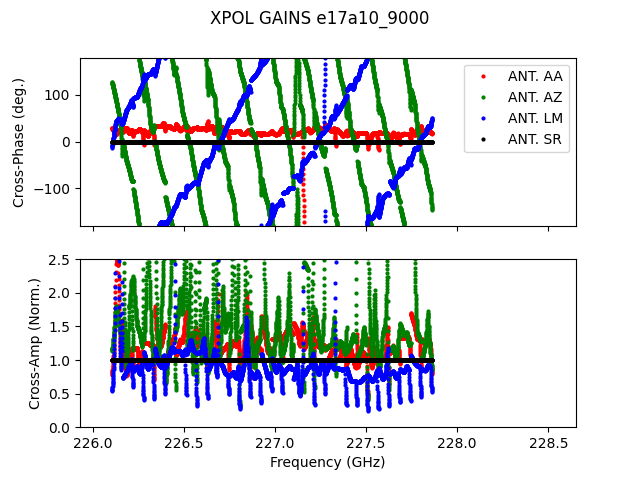 XPOL GAINS e17a10_9000
Cross-Phase (deg.)
100
0
−100
ANT. AA
ANT. AZ
ANT. LM
ANT. SR
Cross-Amp (Norm.)
2.5
2.0
1.5
1.0
0.5
0.0
226.0 226.5 227.0 227.5 228.0 228.5
Frequency (GHz)